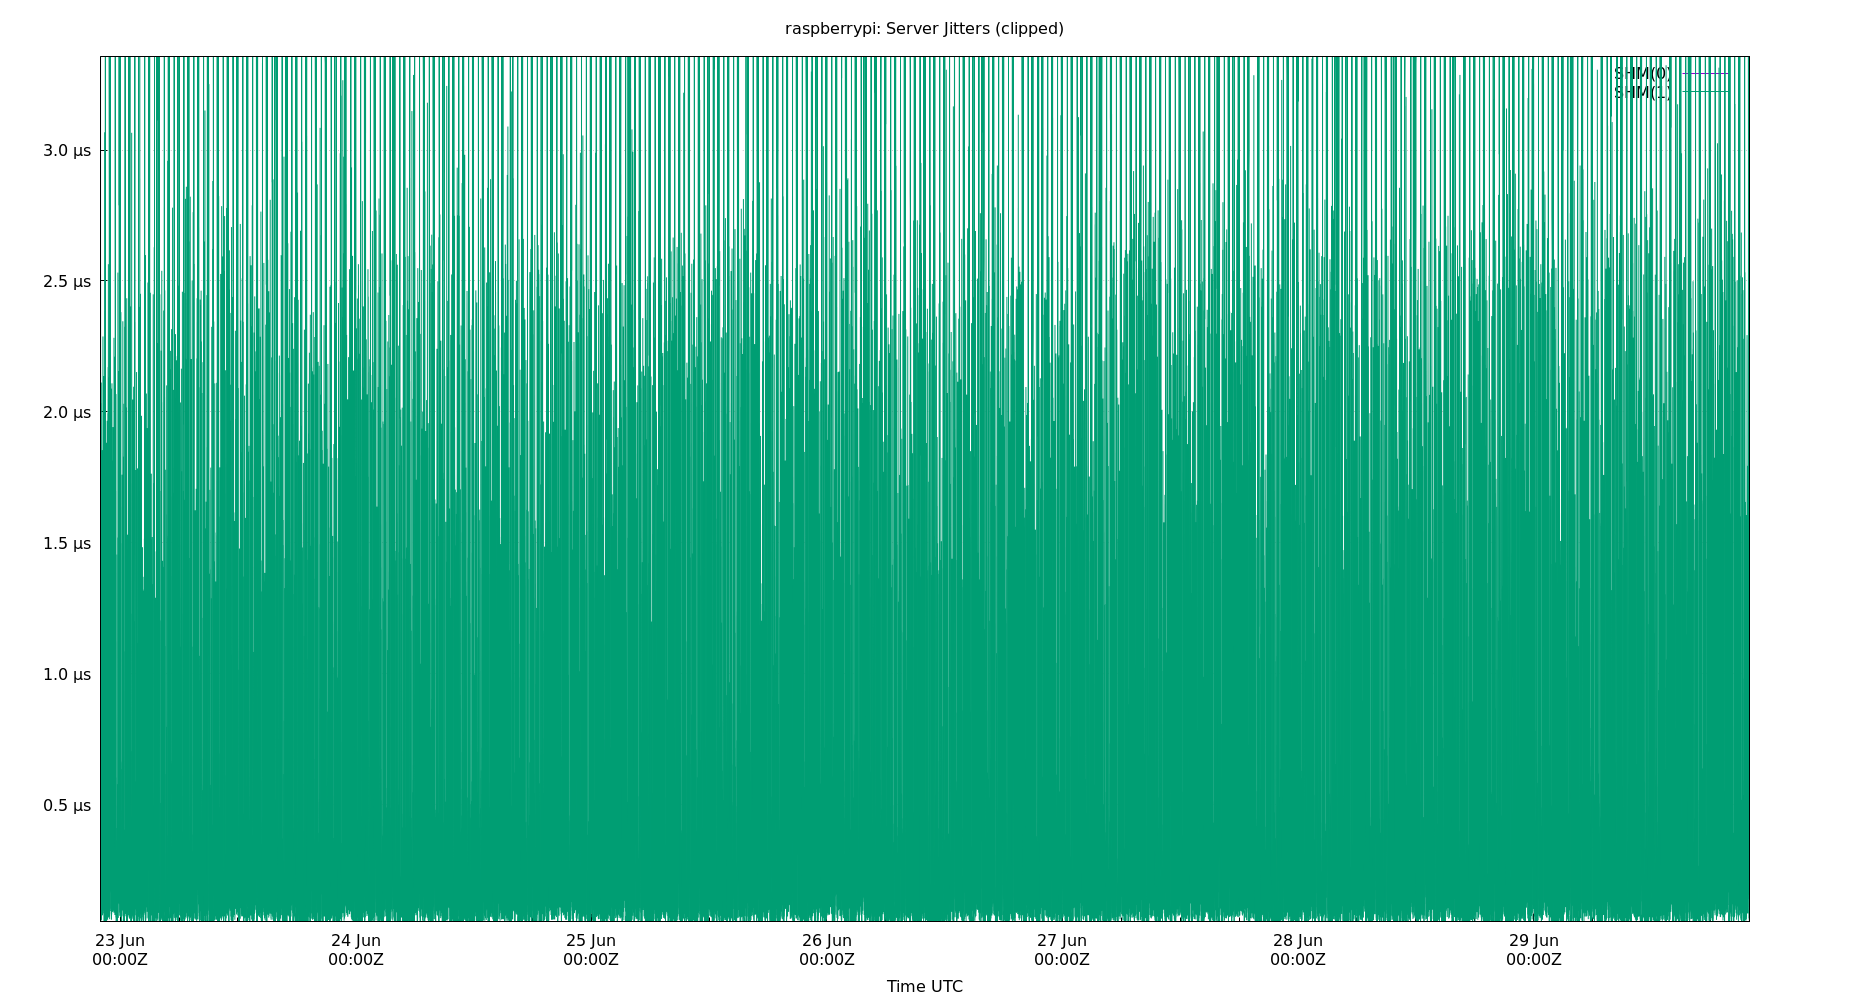 raspberrypi: Server Jitters (clipped)
SHM(0)
SHM(1)
3.0 μs
2.5 μs
2.0 μs
1.5 μs
1.0 μs
0.5 μs
23 Jun 24 Jun 25 Jun 26 Jun 27 Jun 28 Jun 29 Jun
00:00Z 00:00Z 00:00Z 00:00Z 00:00Z 00:00Z 00:00Z
Time UTC